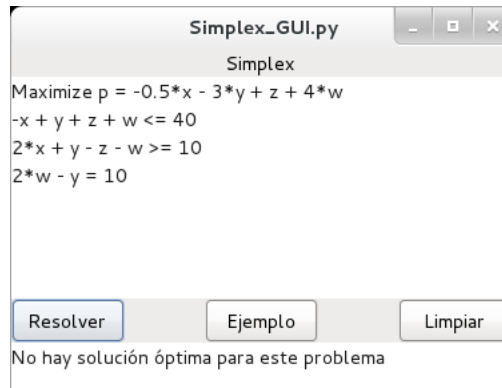 Simplex_GUI.py
Simplex
Maximize p = -0.5*x - 3*y + z + 4*w
-x + y + z + w <= 40
2*x + y - z - w >= 10
2*w - y = 10
Resolver Ejemplo Limpiar
No hay solución óptima para este problema